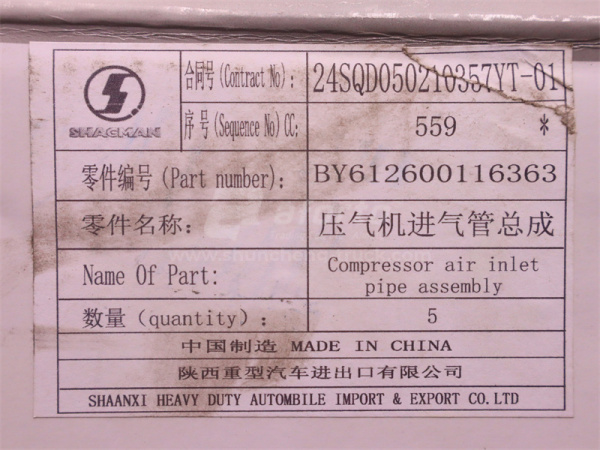 SHACMAN
合同号(Contract No): 24SQD050210357YT-01
序号(Sequence No)CC: 559 *
零件编号(Part number): BY612600116363
零件名称: 压气机进气管总成
Name Of Part: Compressor air inlet
pipe assembly
数量(quantity): 5
中国制造 MADE IN CHINA
陕西重型汽车进出口有限公司
SHAANXI HEAVY DUTY AUTOMBILE IMPORT & EXPORT CO.LTD